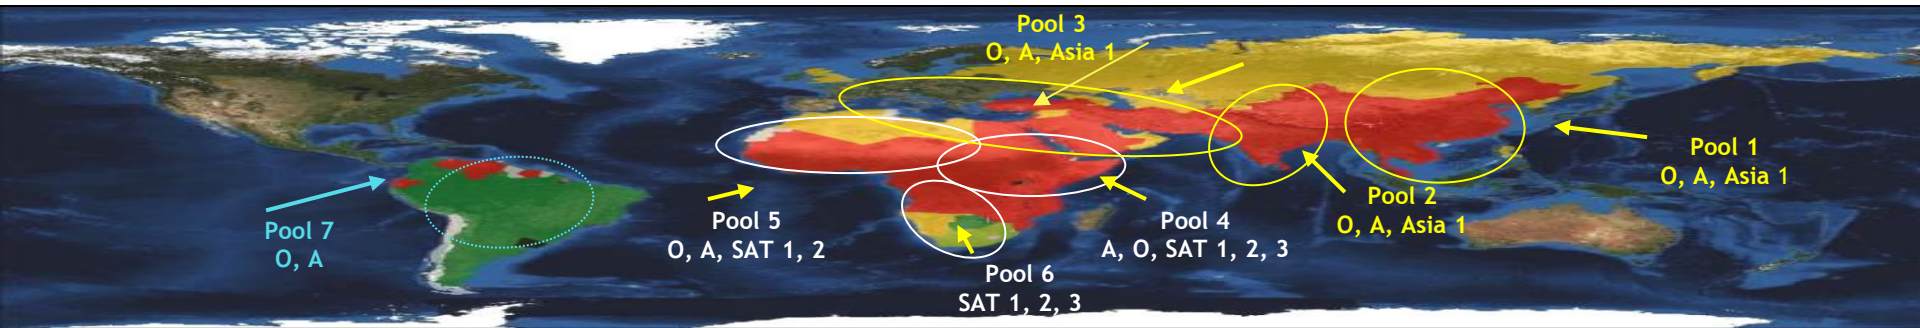 Pool 3
O, A, Asia 1
Pool 1
O, A, Asia 1
Pool 2
O, A, Asia 1
Pool 7
O, A
Pool 5
O, A, SAT 1, 2
Pool 4
A, O, SAT 1, 2, 3
Pool 6
SAT 1, 2, 3